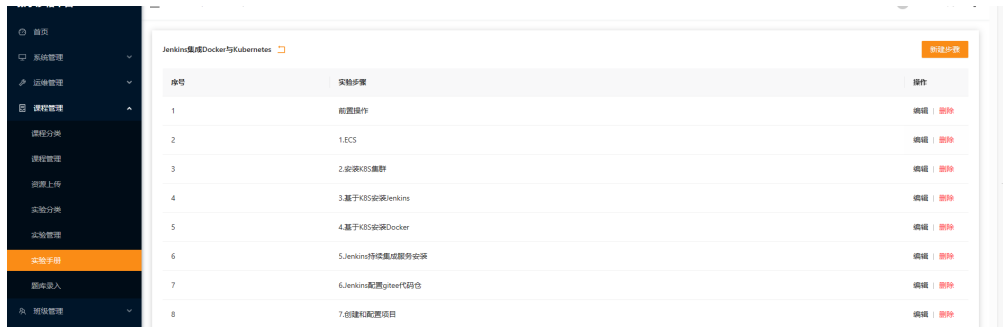 首页
系统管理
运维管理
课程管理
课程分类
课程管理
资源上传
实验分类
实验管理
实验手册
题库录入
班级管理
Jenkins集成Docker与Kubernetes
新建步骤
序号 实验步骤 操作
1 前置操作 编辑 | 删除
2 1.ECS 编辑 | 删除
3 2.安装K8S集群 编辑 | 删除
4 3.基于K8S安装Jenkins 编辑 | 删除
5 4.基于K8S安装Docker 编辑 | 删除
6 5.Jenkins持续集成服务安装 编辑 | 删除
7 6.Jenkins配置gitee代码仓 编辑 | 删除
8 7.创建和配置项目 编辑 | 删除